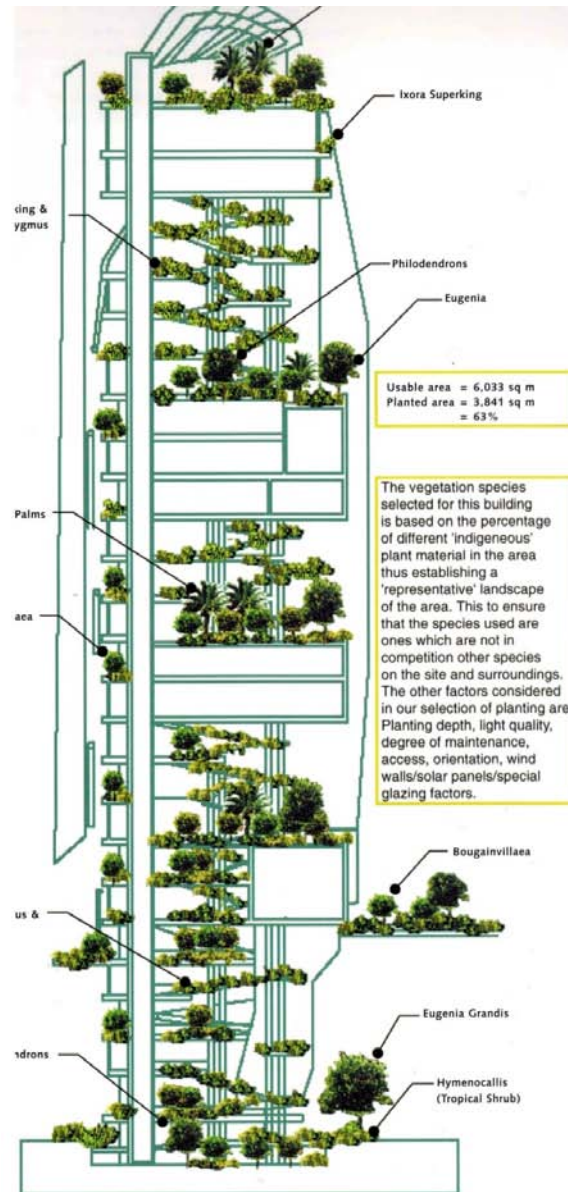 Ixora Superking
king &
ygmus
Philodendrons
Eugenia
Usable area = 6,033 sq m
Planted area = 3,841 sq m
= 63%
The vegetation species
selected for this building
is based on the percentage
of different 'indigeneous'
plant material in the area
thus establishing a
'representative' landscape
of the area. This to ensure
that the species used are
ones which are not in
competition other species
on the site and surroundings.
The other factors considered
in our selection of planting are
Planting depth, light quality,
degree of maintenance,
access, orientation, wind
walls/solar panels/special
glazing factors.
Palms
aea
Bougainvillaea
us &
Eugenia Grandis
ndrons
Hymenocallis
(Tropical Shrub)